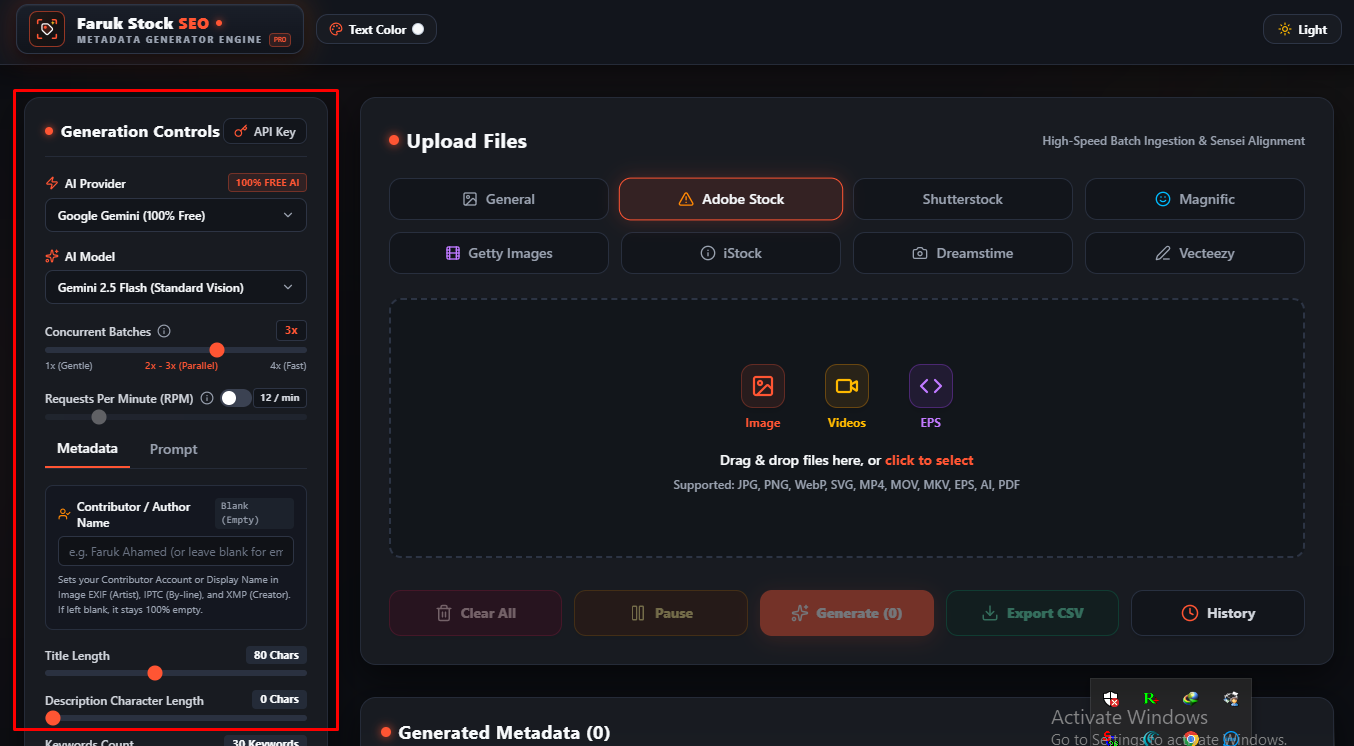 Faruk Stock SEO
METADATA GENERATOR ENGINE PRO
Text Color
Light
Generation Controls
API Key
AI Provider
100% FREE AI
Google Gemini (100% Free)
AI Model
Gemini 2.5 Flash (Standard Vision)
Concurrent Batches
3x
1x (Gentle)
2x - 3x (Parallel)
4x (Fast)
Requests Per Minute (RPM)
12 / min
Metadata
Prompt
Contributor / Author
Name
Blank
(Empty)
e.g. Faruk Ahamed (or leave blank for em
Sets your Contributor Account or Display Name in
Image EXIF (Artist), IPTC (By-line), and XMP (Creator).
If left blank, it stays 100% empty.
Title Length
80 Chars
Description Character Length
0 Chars
Keywords Count
30 Keywords
Upload Files
High-Speed Batch Ingestion & Sensei Alignment
General
Adobe Stock
Shutterstock
Magnific
Getty Images
iStock
Dreamstime
Vecteezy
Image
Videos
EPS
Drag & drop files here, or click to select
Supported: JPG, PNG, WebP, SVG, MP4, MOV, MKV, EPS, AI, PDF
Clear All
Pause
Generate (0)
Export CSV
History
Generated Metadata (0)
Activate Windows
Go to Settings to activate Windows.